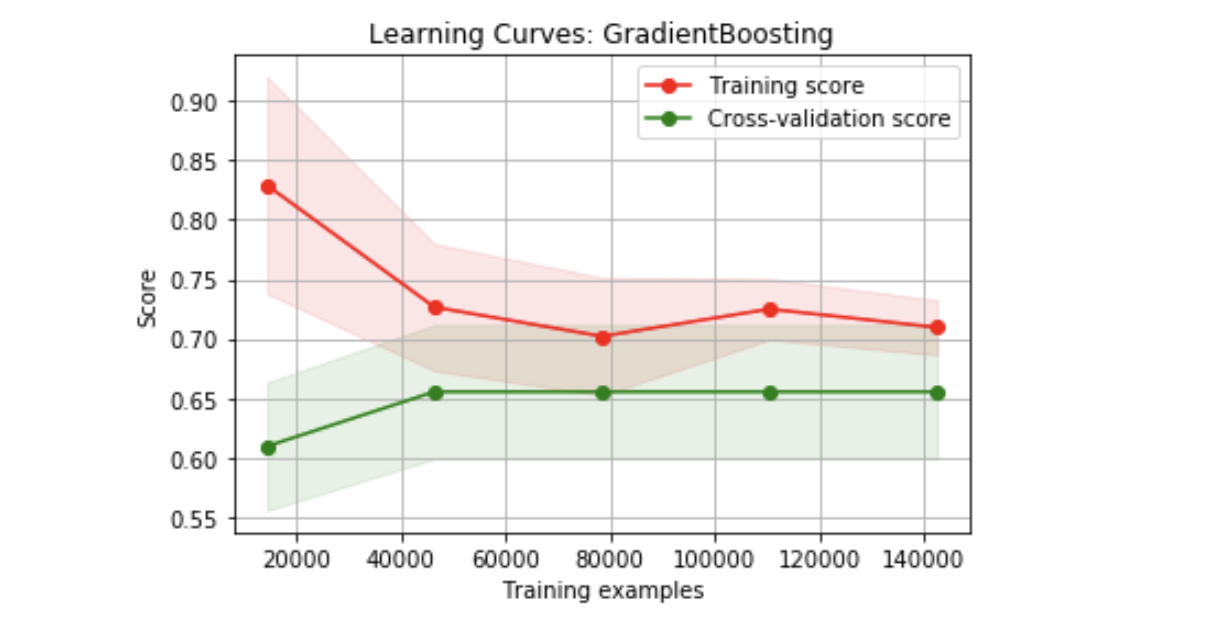 Learning Curves: GradientBoosting
Training score
Cross-validation score
0.90
0.85
0.80
0.75
0.70
0.65
0.60
0.55
Score
20000 40000 60000 80000 100000 120000 140000
Training examples